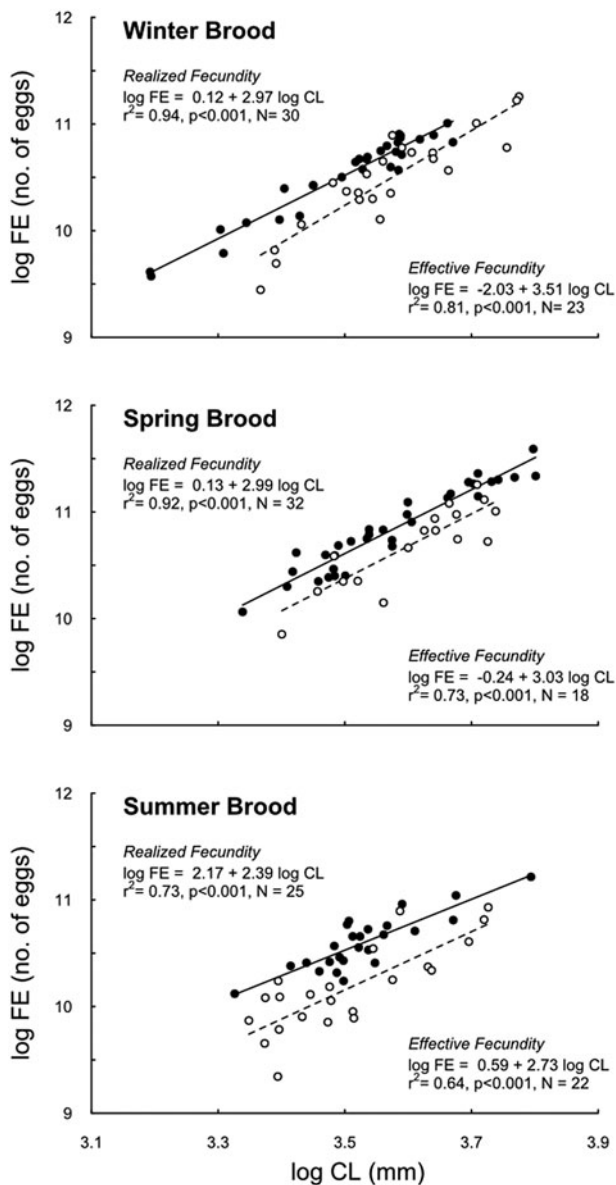 12
Winter Brood
Realized Fecundity
log FE = 0.12 + 2.97 log CL
r2= 0.94, p<0.001, N= 30
11
log FE (no. of eggs)
10
Effective Fecundity
log FE = -2.03 + 3.51 log CL
r2= 0.81, p<0.001, N= 23
9
12
Spring Brood
Realized Fecundity
log FE = 0.13 + 2.99 log CL
r2= 0.92, p<0.001, N = 32
11
log FE (no. of eggs)
10
Effective Fecundity
log FE = -0.24 + 3.03 log CL
r2= 0.73, p<0.001, N = 18
9
12
Summer Brood
Realized Fecundity
log FE = 2.17 + 2.39 log CL
r2= 0.73, p<0.001, N = 25
11
log FE (no. of eggs)
10
Effective Fecundity
log FE = 0.59 + 2.73 log CL
r2= 0.64, p<0.001, N = 22
9
3.1 3.3 3.5 3.7 3.9
log CL (mm)